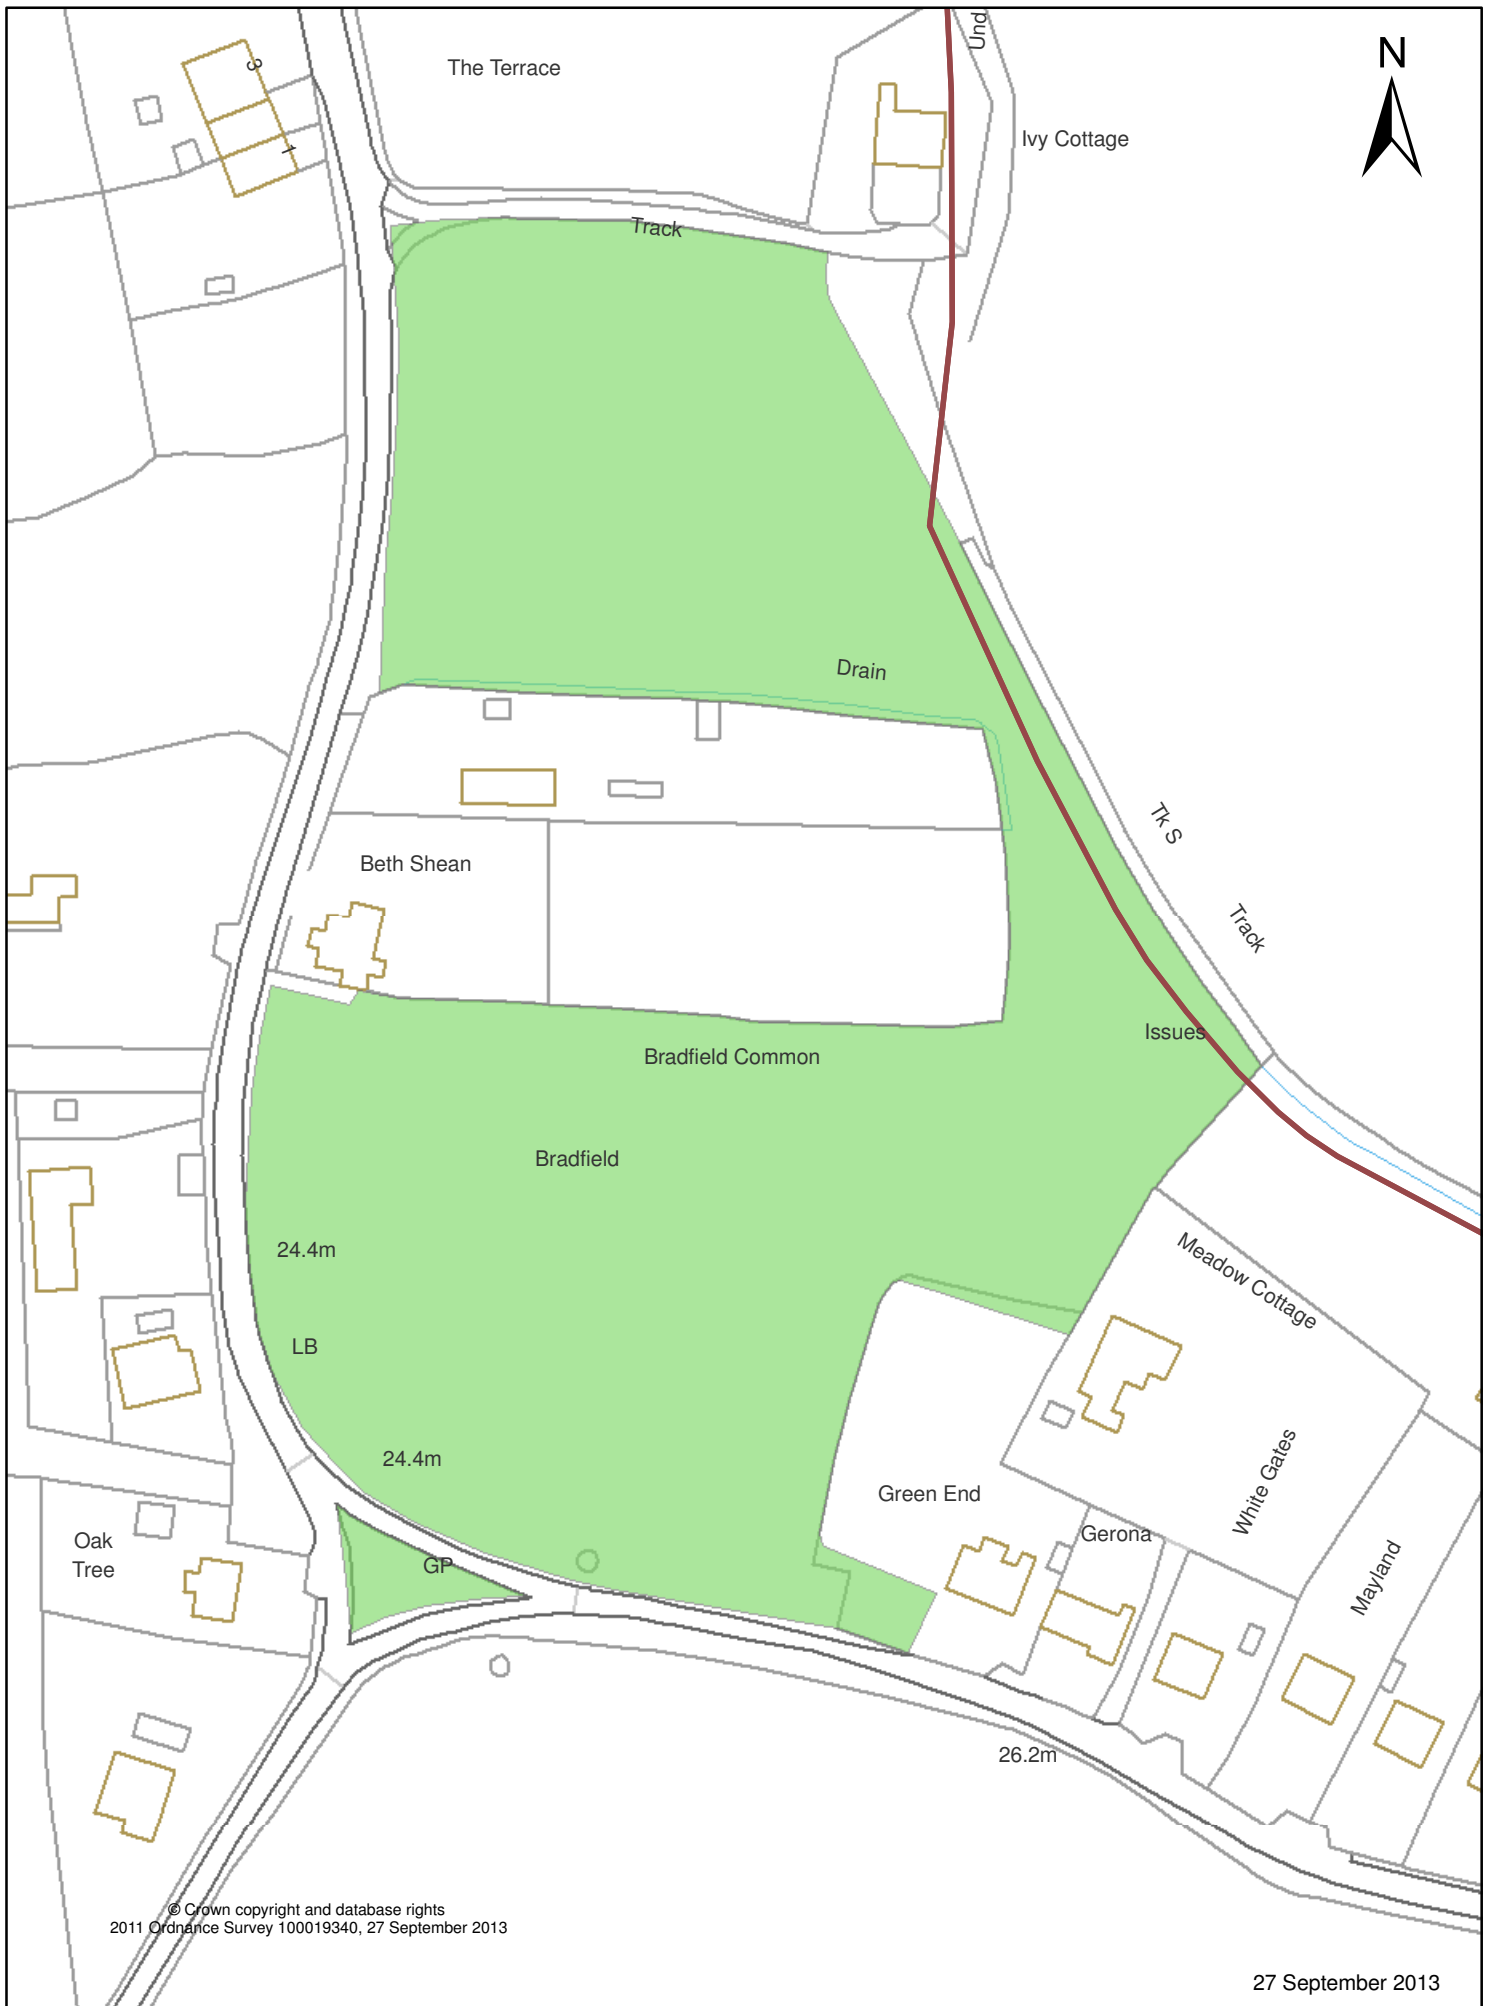 Und
N
3
The Terrace
Ivy Cottage
1
Track
Drain
Tk S
Beth Shean
Track
Issues
Bradfield Common
Bradfield
24.4m
Meadow Cottage
LB
24.4m
Green End
White Gates
Gerona
Oak
Tree
GP
Mayland
26.2m
© Crown copyright and database rights
2011 Ordnance Survey 100019340, 27 September 2013
27 September 2013